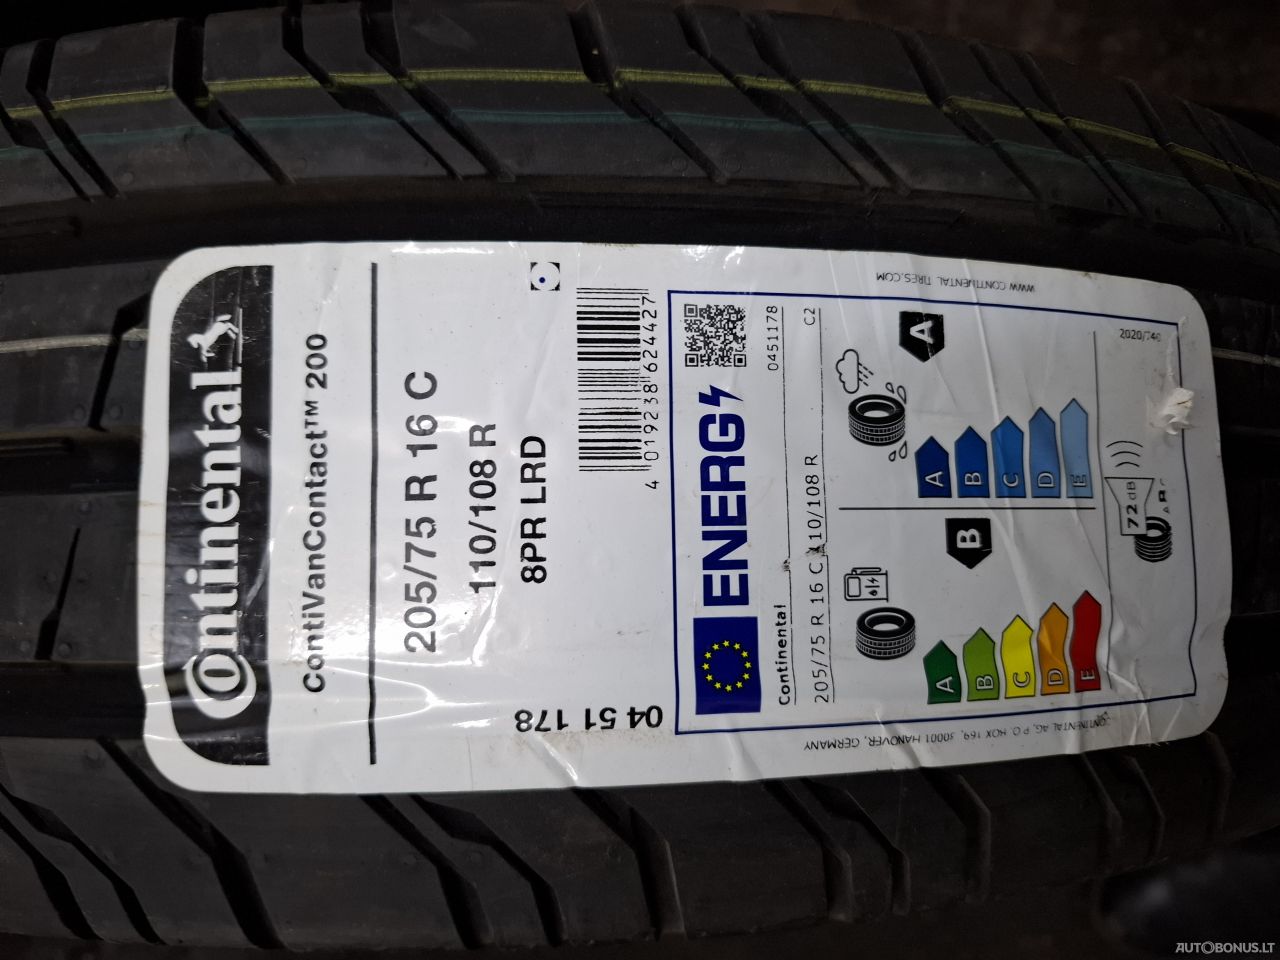 Continental
ContiVanContact™ 200
205/75 R 16 C
110/108 R
8PR LRD
4 019238 624427
04 51 178
WWW.CONTINENTAL TIRES.COM
ENERG
Continental
0451178
205/75 R 16 C 110/108 R
C2
A
B
A
B
C
D
E
A
B
C
D
E
72 dB
2020/740
CONTINENTAL AG, P.O. BOX 169, 30001 HANOVER, GERMANY
AUTOBONUS.LT